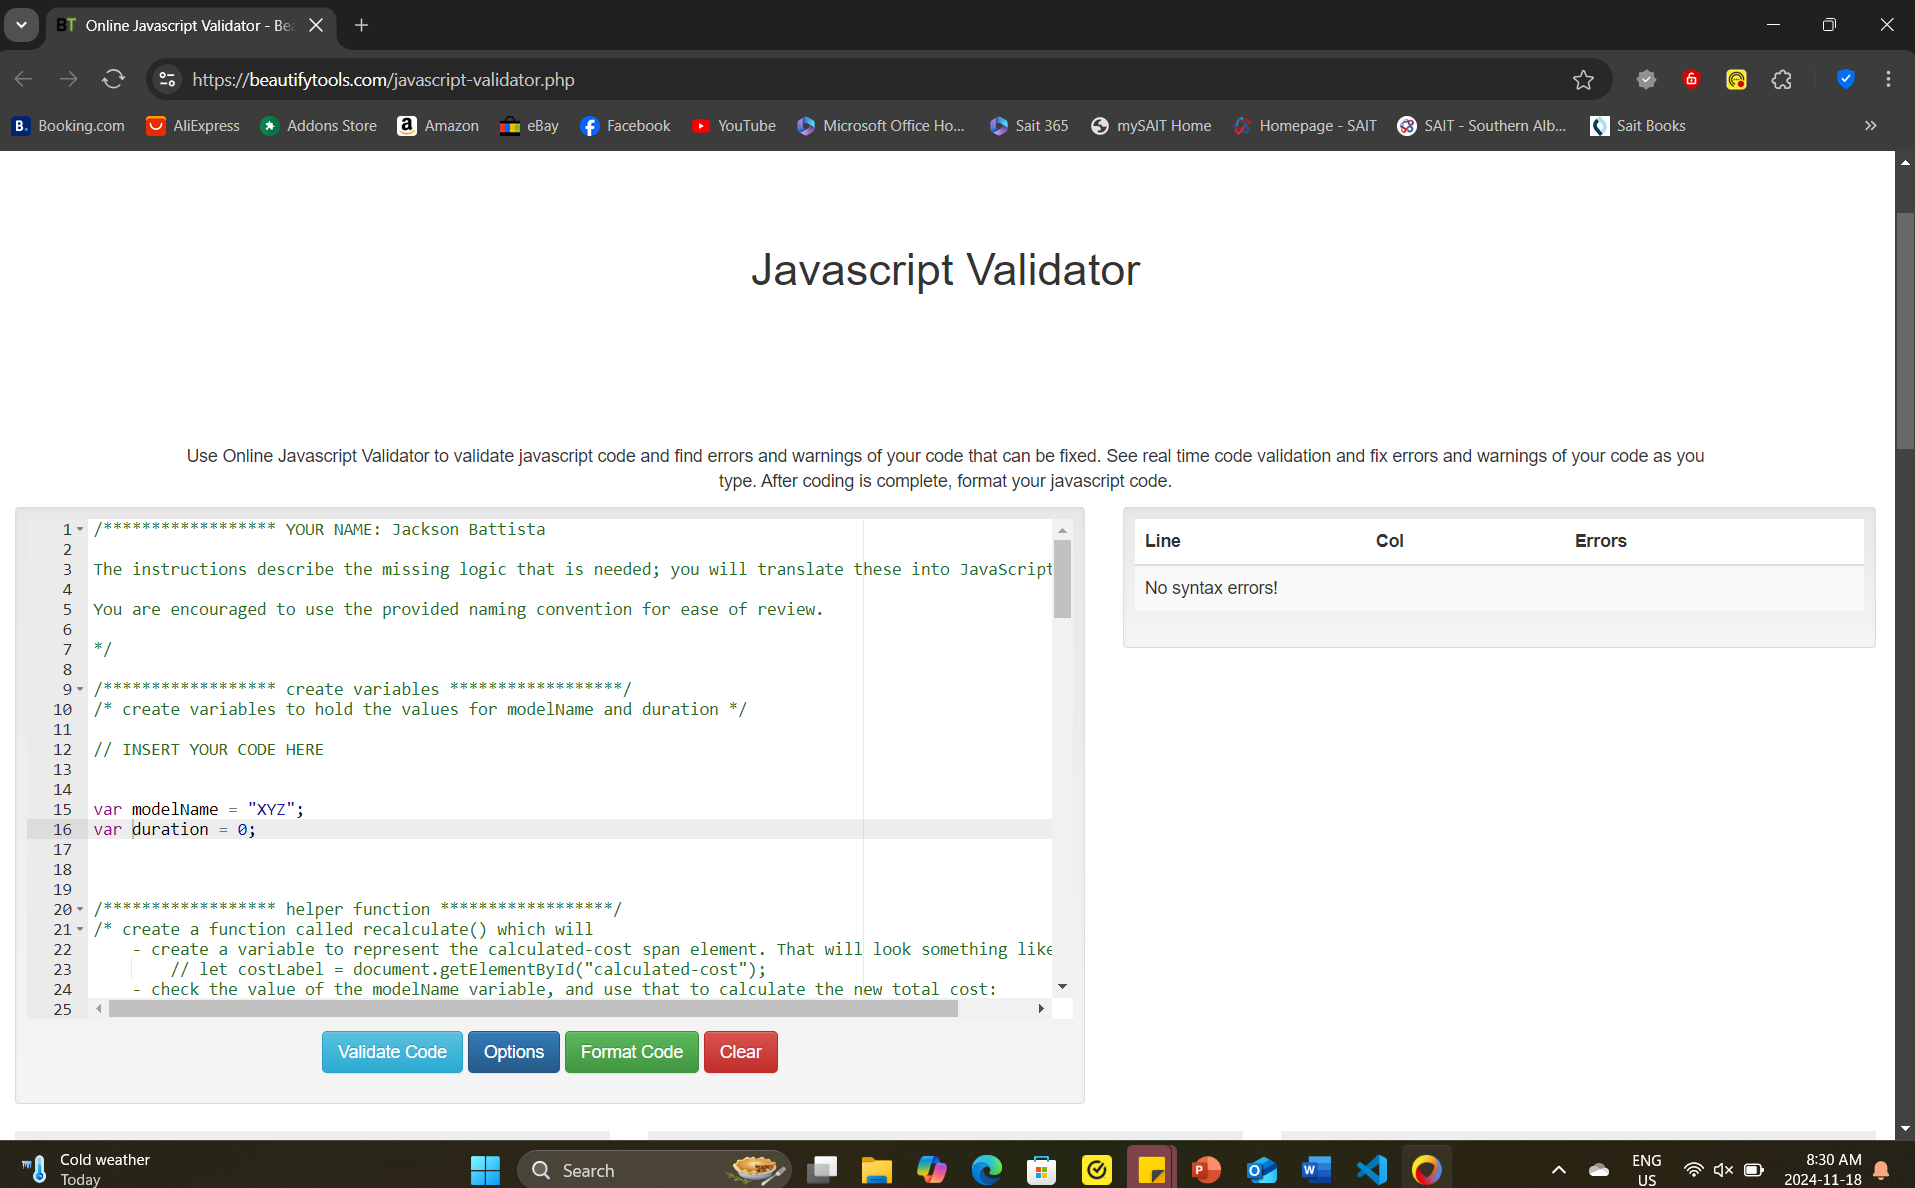 BT Online Javascript Validator - Bea
https://beautifytools.com/javascript-validator.php
B. Booking.com AliExpress Addons Store a Amazon eBay Facebook YouTube Microsoft Office Ho... Sait 365 mySAIT Home Homepage - SAIT SAIT - Southern Alb... Sait Books »
Javascript Validator
Use Online Javascript Validator to validate javascript code and find errors and warnings of your code that can be fixed. See real time code validation and fix errors and warnings of your code as you
type. After coding is complete, format your javascript code.
1 /****************** YOUR NAME: Jackson Battista
2
3 The instructions describe the missing logic that is needed; you will translate these into JavaScript
4
5 You are encouraged to use the provided naming convention for ease of review.
6
7 */
8
9 /****************** create variables ******************/
10 /* create variables to hold the values for modelName and duration */
11
12 // INSERT YOUR CODE HERE
13
14
15 var modelName = "XYZ";
16 var duration = 0;
17
18
19
20 /****************** helper function ******************/
21 /* create a function called recalculate() which will
22 - create a variable to represent the calculated-cost span element. That will look something like
23 // let costLabel = document.getElementById("calculated-cost");
24 - check the value of the modelName variable, and use that to calculate the new total cost:
25
Line Col Errors
No syntax errors!
Validate Code Options Format Code Clear
Cold weather
Today
Search
ENG
US
8:30 AM
2024-11-18